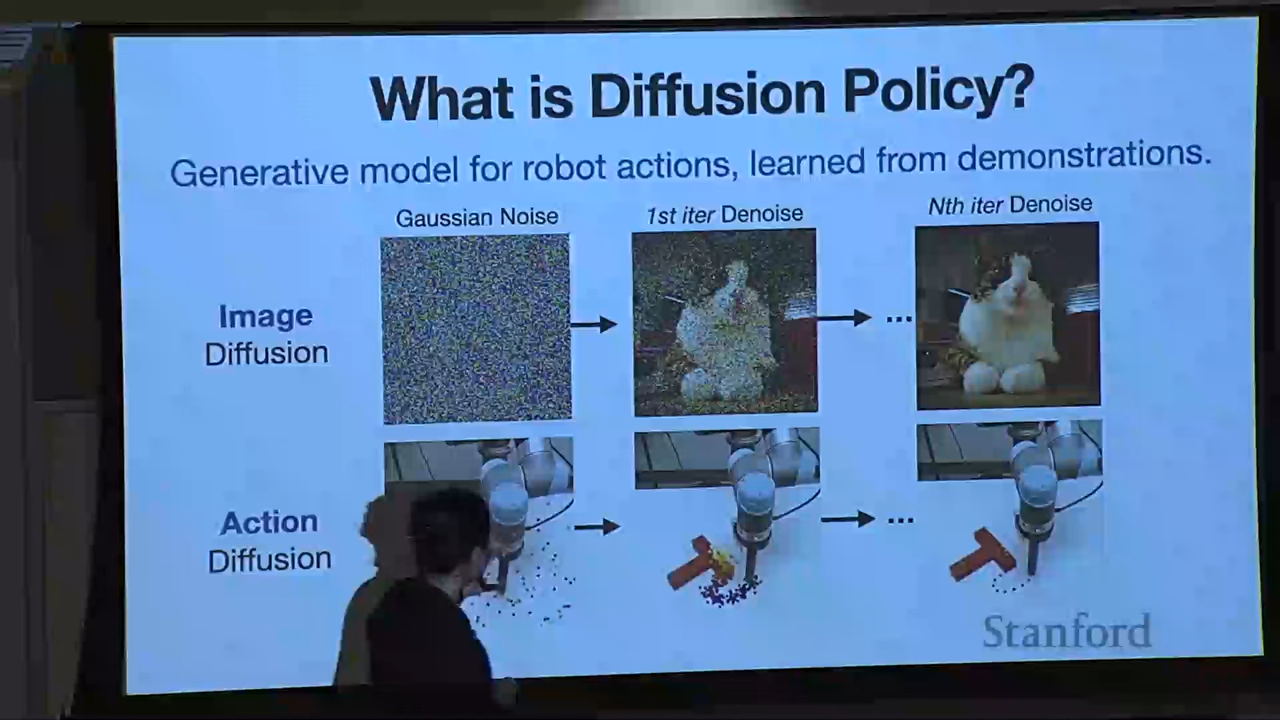 What is Diffusion Policy?
Generative model for robot actions, learned from demonstrations.
Gaussian Noise
1st iter Denoise
Nth iter Denoise
Image
Diffusion
...
Action
Diffusion
...
Stanford